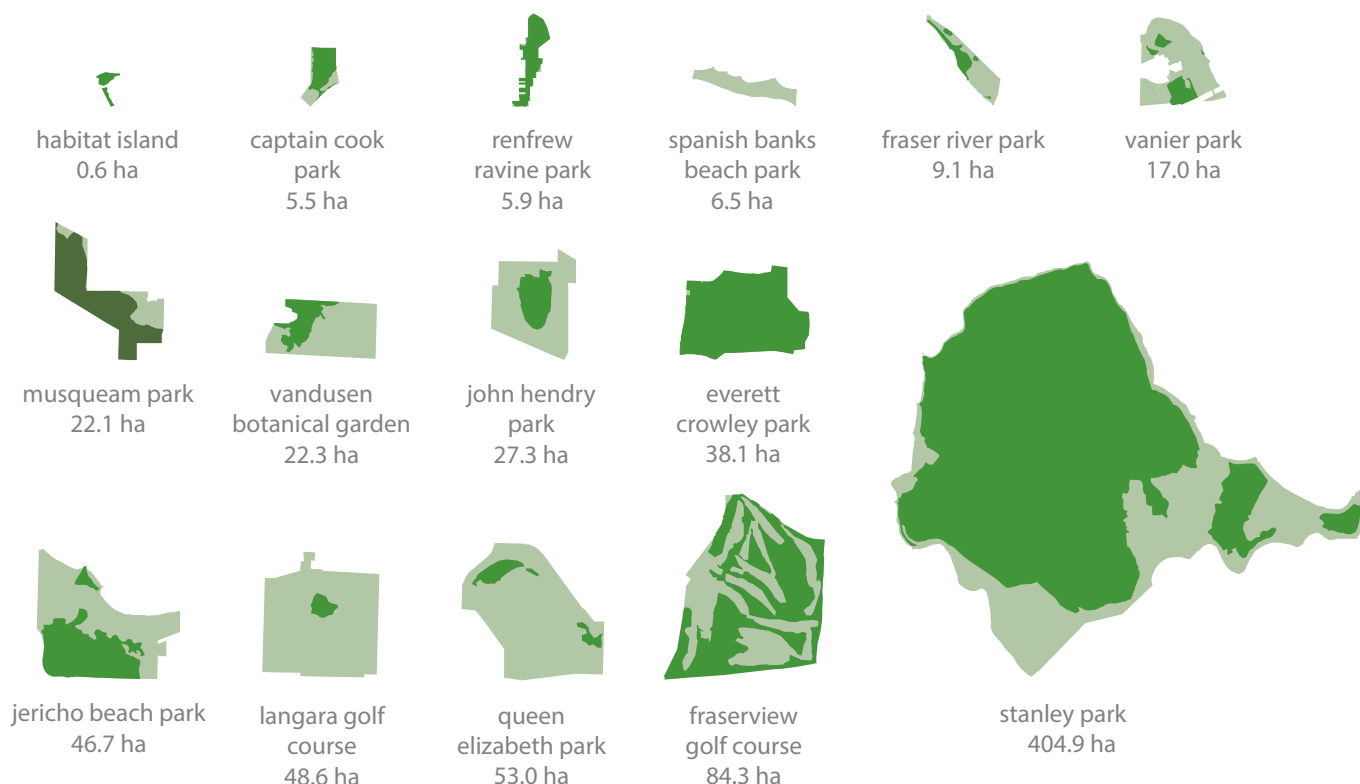 habitat island
0.6 ha
captain cook
park
5.5 ha
renfrew
ravine park
5.9 ha
spanish banks
beach park
6.5 ha
fraser river park
9.1 ha
vanier park
17.0 ha
musqueam park
22.1 ha
vandusen
botanical garden
22.3 ha
john hendry
park
27.3 ha
everett
crowley park
38.1 ha
jericho beach park
46.7 ha
langara golf
course
48.6 ha
queen
elizabeth park
53.0 ha
fraserview
golf course
84.3 ha
stanley park
404.9 ha